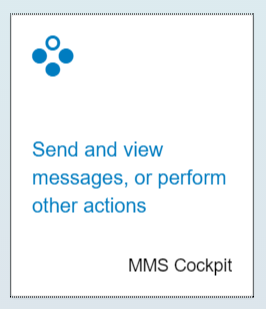 Send and view
messages, or perform
other actions
MMS Cockpit